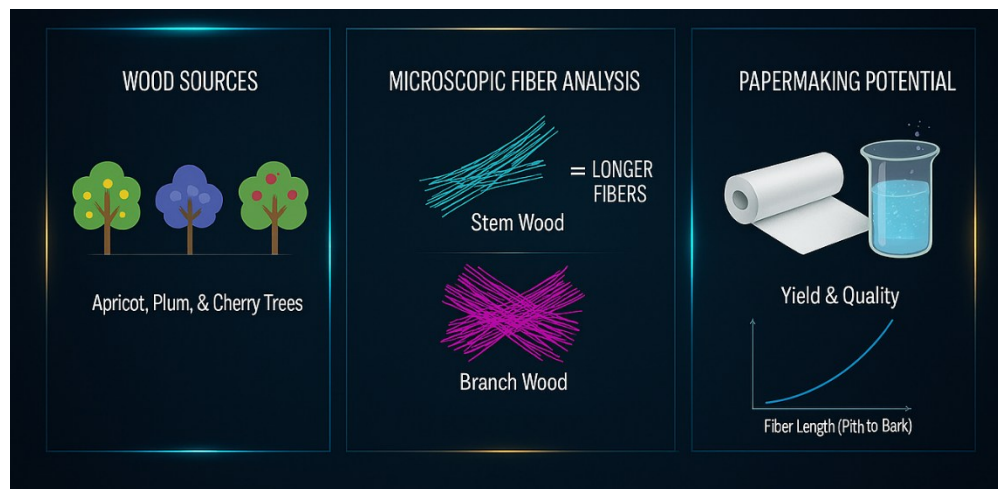 WOOD SOURCES
Apricot, Plum, & Cherry Trees
MICROSCOPIC FIBER ANALYSIS
= LONGER
FIBERS
Stem Wood
Branch Wood
PAPERMAKING POTENTIAL
Yield & Quality
Fiber Length (Pith to Bark)